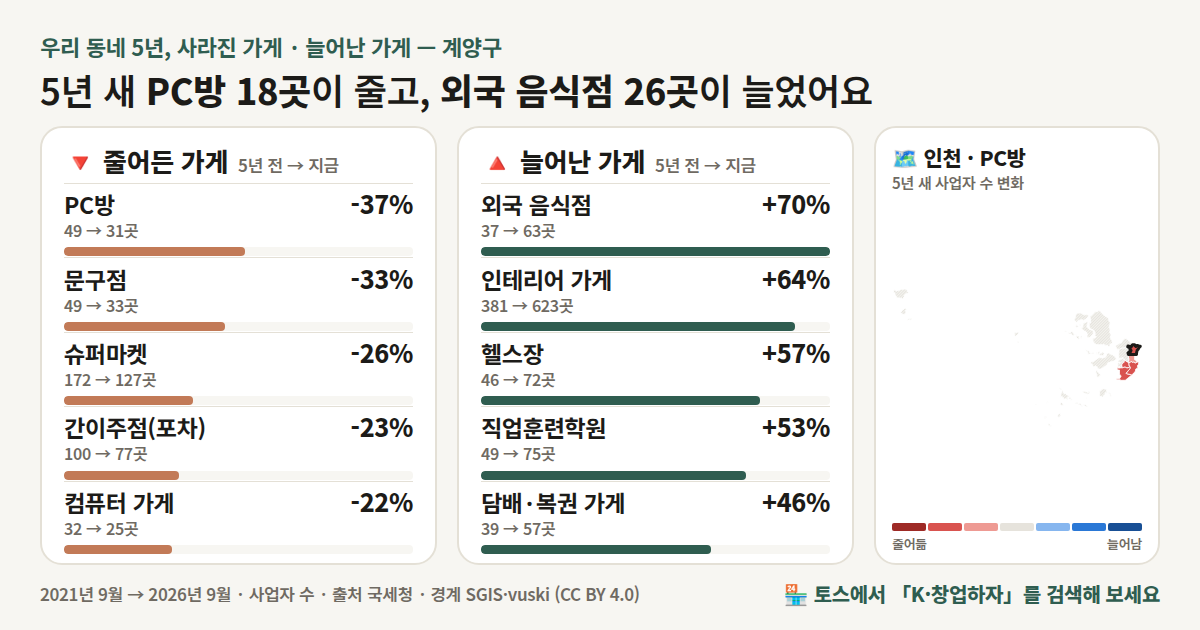 우리 동네 5년, 사라진 가게 · 늘어난 가게 — 계양구
5년 새 PC방 18곳이 줄고, 외국 음식점 26곳이 늘었어요
줄어든 가게 5년 전 → 지금
PC방 -37%
49 → 31곳
문구점 -33%
49 → 33곳
슈퍼마켓 -26%
172 → 127곳
간이주점(포차) -23%
100 → 77곳
컴퓨터 가게 -22%
32 → 25곳
늘어난 가게 5년 전 → 지금
외국 음식점 +70%
37 → 63곳
인테리어 가게 +64%
381 → 623곳
헬스장 +57%
46 → 72곳
직업훈련학원 +53%
49 → 75곳
담배·복권 가게 +46%
39 → 57곳
인천 · PC방
5년 새 사업자 수 변화
줄어듦 늘어남
2021년 9월 → 2026년 9월 · 사업자 수 · 출처 국세청 · 경계 SGIS·vuski (CC BY 4.0)
토스에서 「K·창업하자」를 검색해 보세요